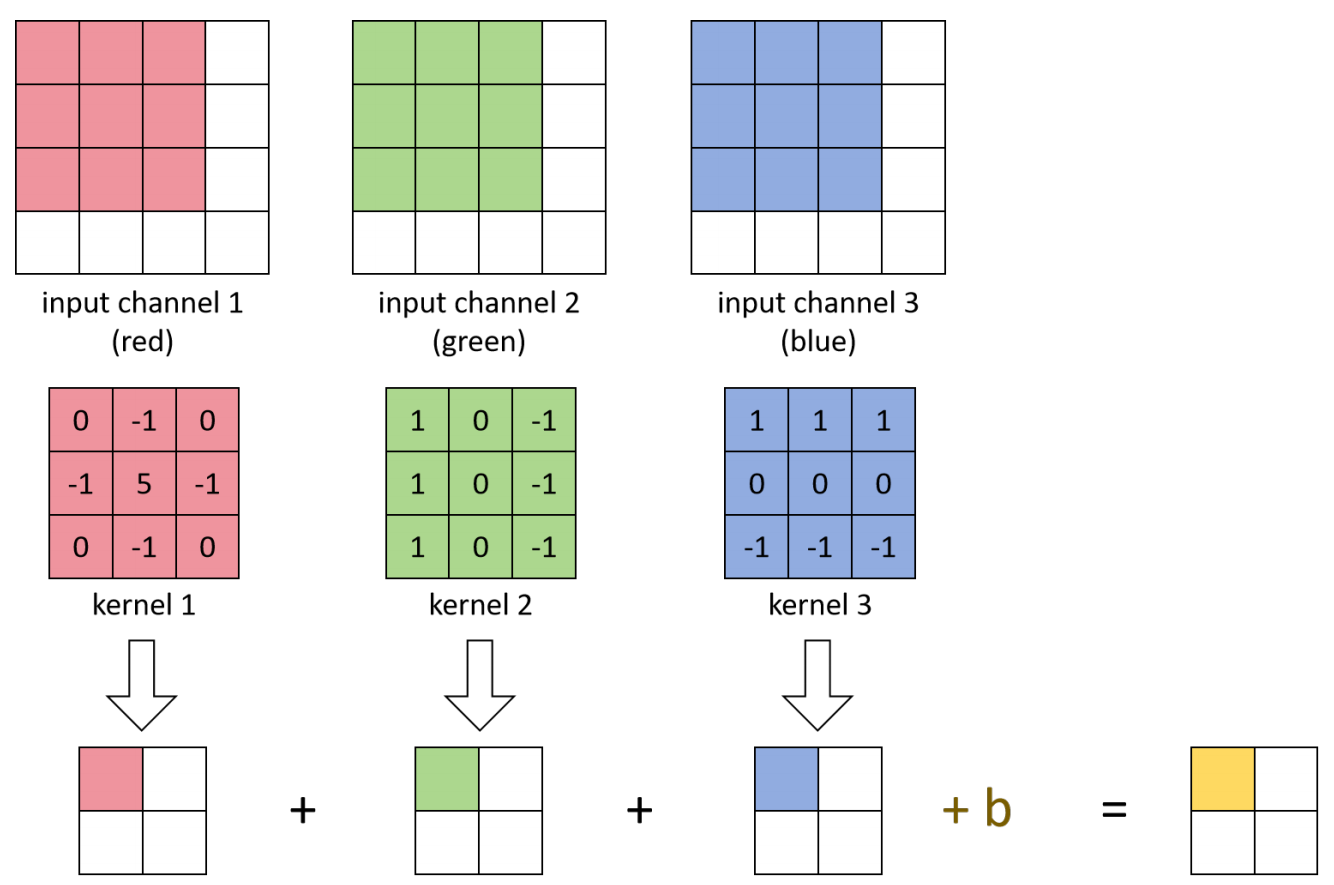 input channel 1
(red)
input channel 2
(green)
input channel 3
(blue)
0 -1 0
-1 5 -1
0 -1 0
kernel 1
1 0 -1
1 0 -1
1 0 -1
kernel 2
1 1 1
0 0 0
-1 -1 -1
kernel 3
+ + + b =